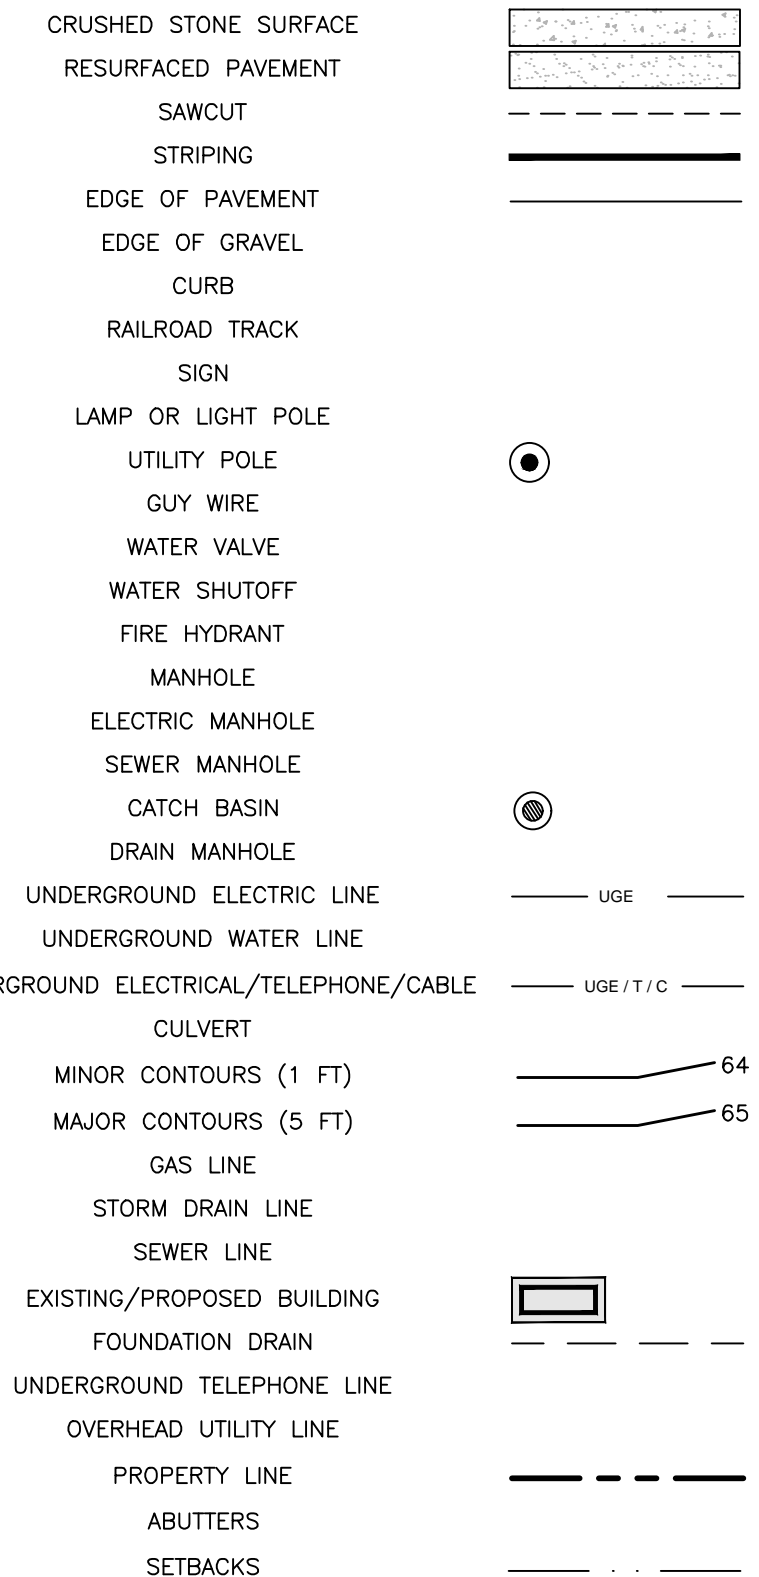 CRUSHED STONE SURFACE
RESURFACED PAVEMENT
SAWCUT
STRIPING
EDGE OF PAVEMENT
EDGE OF GRAVEL
CURB
RAILROAD TRACK
SIGN
LAMP OR LIGHT POLE
UTILITY POLE
GUY WIRE
WATER VALVE
WATER SHUTOFF
FIRE HYDRANT
MANHOLE
ELECTRIC MANHOLE
SEWER MANHOLE
CATCH BASIN
DRAIN MANHOLE
UNDERGROUND ELECTRIC LINE UGE
UNDERGROUND WATER LINE
RGROUND ELECTRICAL/TELEPHONE/CABLE UGE / T / C
CULVERT
MINOR CONTOURS (1 FT) 64
MAJOR CONTOURS (5 FT) 65
GAS LINE
STORM DRAIN LINE
SEWER LINE
EXISTING/PROPOSED BUILDING
FOUNDATION DRAIN
UNDERGROUND TELEPHONE LINE
OVERHEAD UTILITY LINE
PROPERTY LINE
ABUTTERS
SETBACKS